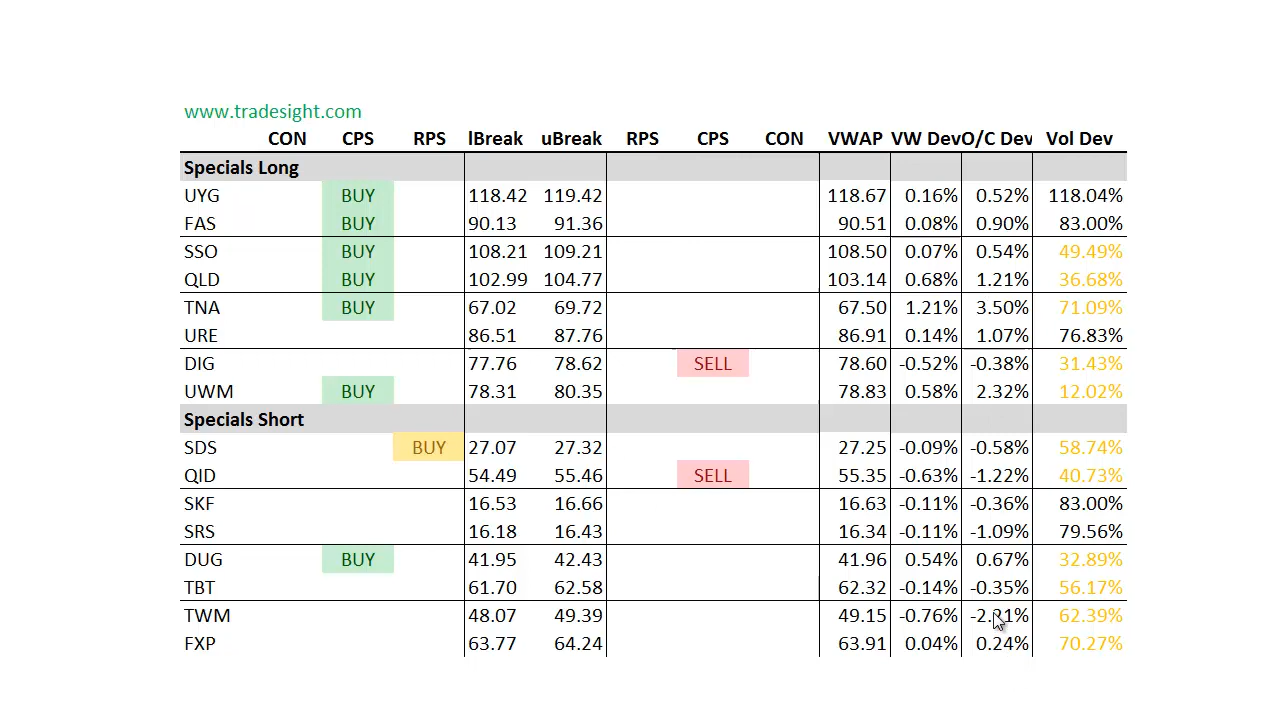 www.tradesight.com
CON CPS RPS lBreak uBreak RPS CPS CON VWAP VW Dev O/C Dev Vol Dev
Specials Long
UYG BUY 118.42 119.42 118.67 0.16% 0.52% 118.04%
FAS BUY 90.13 91.36 90.51 0.08% 0.90% 83.00%
SSO BUY 108.21 109.21 108.50 0.07% 0.54% 49.49%
QLD BUY 102.99 104.77 103.14 0.68% 1.21% 36.68%
TNA BUY 67.02 69.72 67.50 1.21% 3.50% 71.09%
URE 86.51 87.76 86.91 0.14% 1.07% 76.83%
DIG 77.76 78.62 SELL 78.60 -0.52% -0.38% 31.43%
UWM BUY 78.31 80.35 78.83 0.58% 2.32% 12.02%
Specials Short
SDS BUY 27.07 27.32 27.25 -0.09% -0.58% 58.74%
QID 54.49 55.46 SELL 55.35 -0.63% -1.22% 40.73%
SKF 16.53 16.66 16.63 -0.11% -0.36% 83.00%
SRS 16.18 16.43 16.34 -0.11% -1.09% 79.56%
DUG BUY 41.95 42.43 41.96 0.54% 0.67% 32.89%
TBT 61.70 62.58 62.32 -0.14% -0.35% 56.17%
TWM 48.07 49.39 49.15 -0.76% 62.39%
FXP 63.77 64.24 63.91 0.04% 0.24% 70.27%